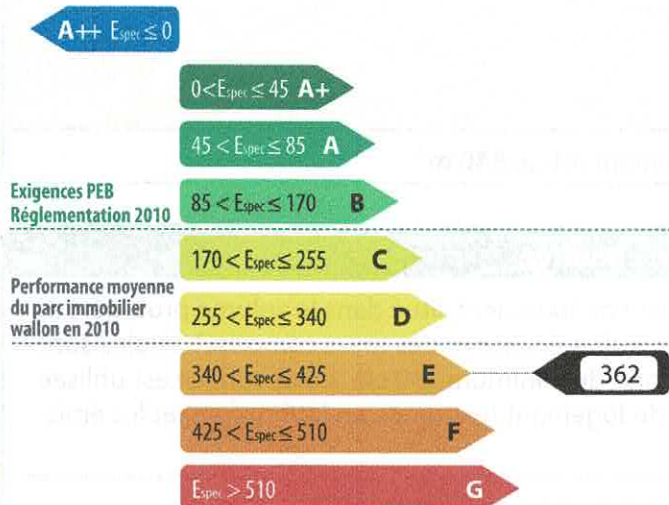 A++ Espec ≤ 0
0 < Espec ≤ 45 A+
45 < Espec ≤ 85 A
Exigences PEB
Réglementation 2010
85 < Espec ≤ 170 B
170 < Espec ≤ 255 C
Performance moyenne
du parc immobilier
wallon en 2010
255 < Espec ≤ 340 D
340 < Espec ≤ 425 E
362
425 < Espec ≤ 510 F
Espec > 510 G